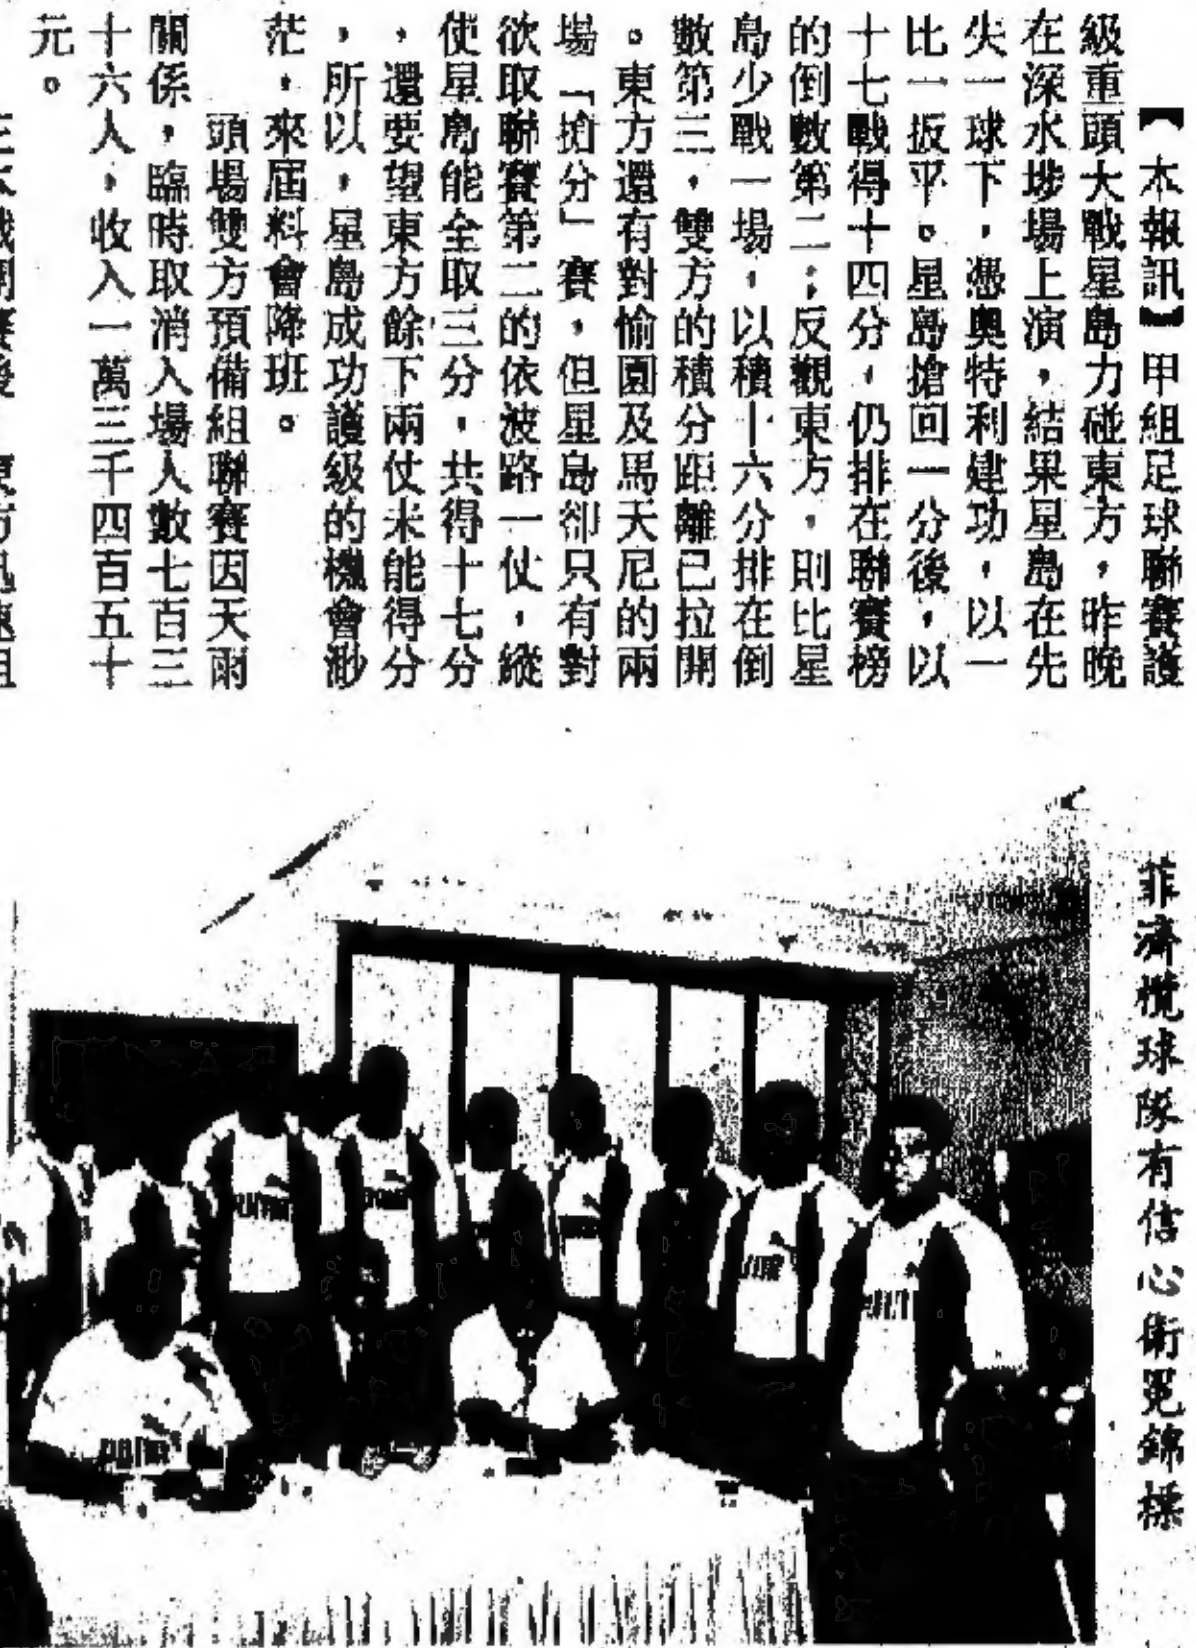 【本報訊】甲組足球聯賽護
級重頭大戰星島力碰東方，昨晚
在深水埗場上演，結果星島在先
失一球下，憑奧特利建功，以一
比一扳平。星島搶回一分後，以
十七戰得十四分，仍排在聯賽榜
的倒數第二；反觀東方，則比星
島少戰一場，以積十六分排在倒
數第三，雙方的積分距離已拉開
。東方還有對愉園及馬天尼的兩
場「搶分」賽，但星島卻只有對
欲取聯賽第二的依波路一仗，縱
使星島能全取三分，共得十七分
，還要望東方餘下兩仗未能得分
，所以，星島成功護級的機會渺
茫，來屆料會降班。
頭場雙方預備組聯賽因天雨
關係，臨時取消入場人數七百三
十六人，收入一萬三千四百五十
元。
東方迅速組
菲濟欖球隊有信心衛冕錦標